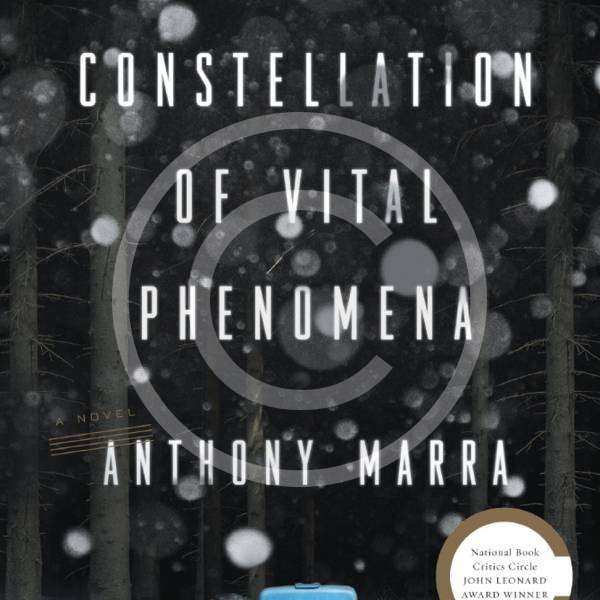 CONSTELLATION
OF VITAL
PHENOMENA
A NOVEL
ANTHONY MARRA
National Book
Critics Circle
JOHN LEONARD
AWARD WINNER